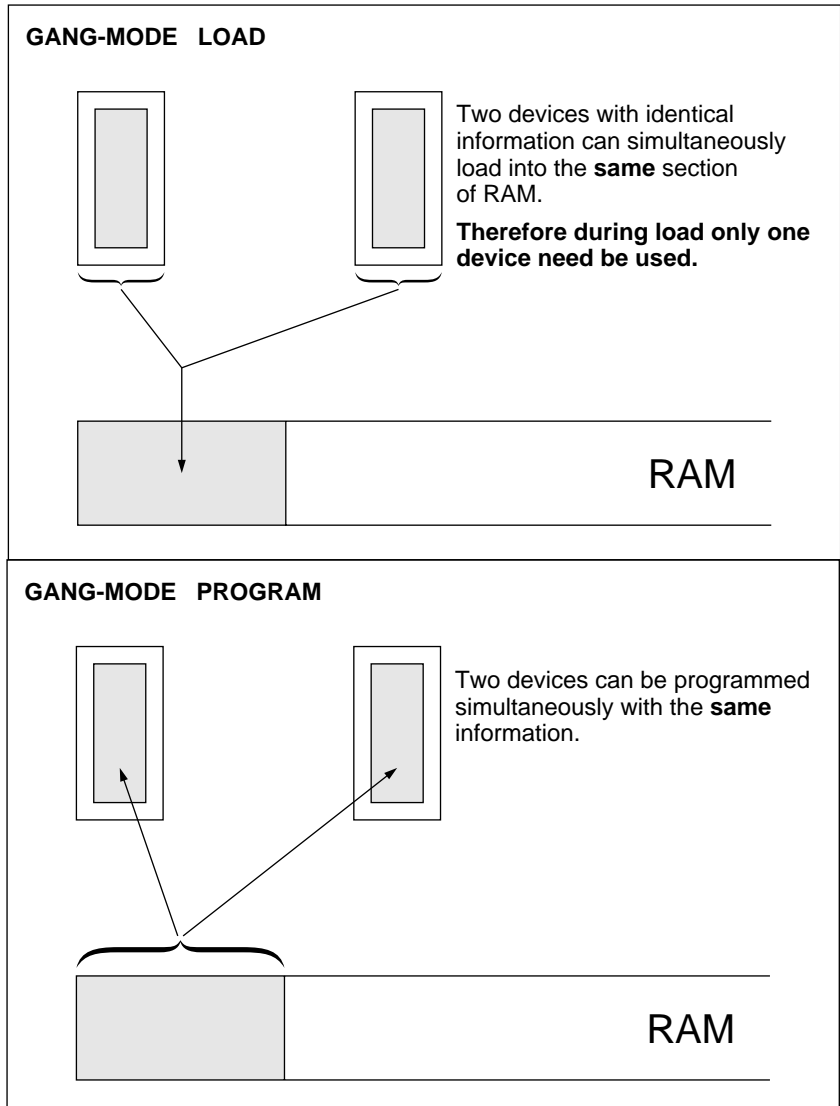 GANG-MODE LOAD
Two devices with identical
information can simultaneously
load into the same section
of RAM.
Therefore during load only one
device need be used.
RAM
GANG-MODE PROGRAM
Two devices can be programmed
simultaneously with the same
information.
RAM